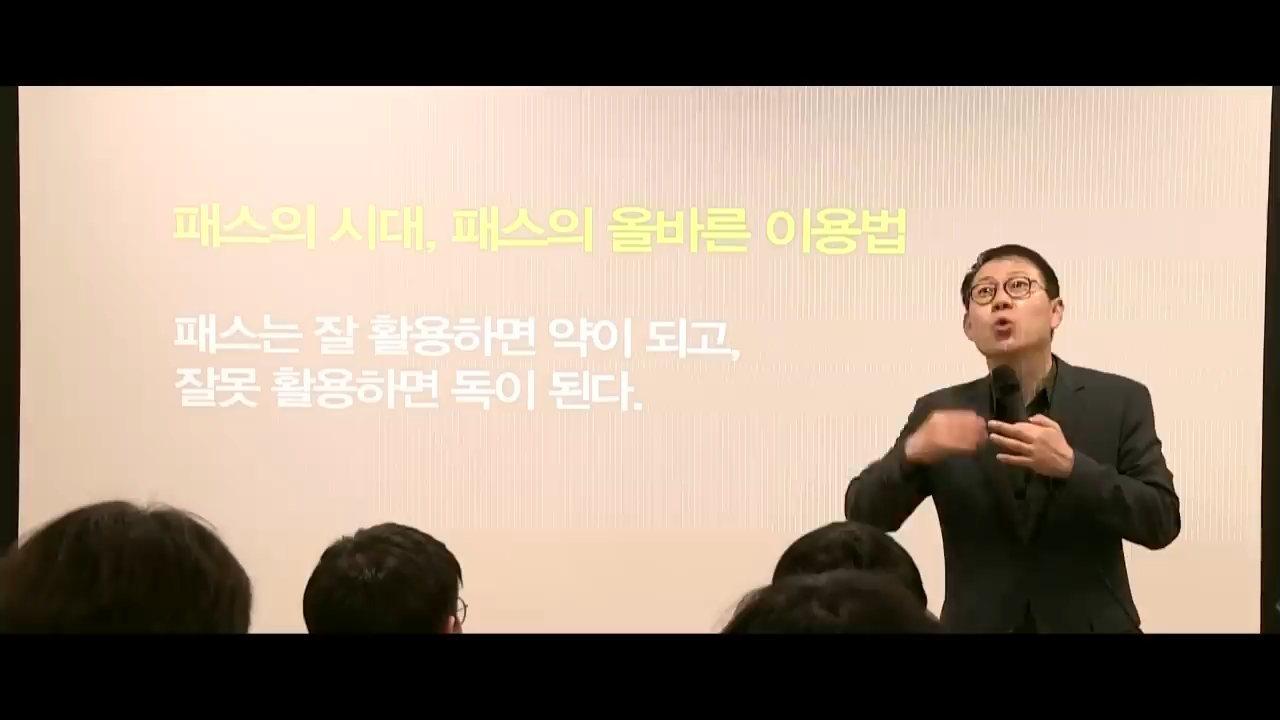 패스의 시대, 패스의 올바른 이용법
패스는 잘 활용하면 약이 되고,
잘못 활용하면 독이 된다.